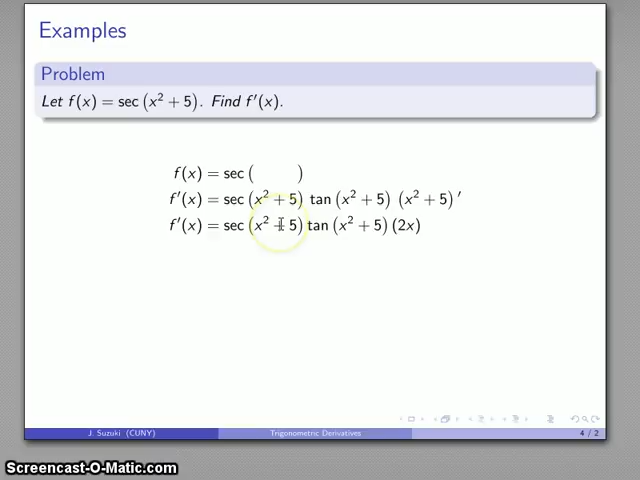 Examples
Problem
Let f(x) = sec (x² + 5). Find f′(x).
f(x) = sec (      )
f′(x) = sec (x² + 5) tan (x² + 5) (x² + 5)′
f′(x) = sec (x² + 5) tan (x² + 5) (2x)
J. Suzuki (CUNY) Trigonometric Derivatives 4 / 2
Screencast-O-Matic.com